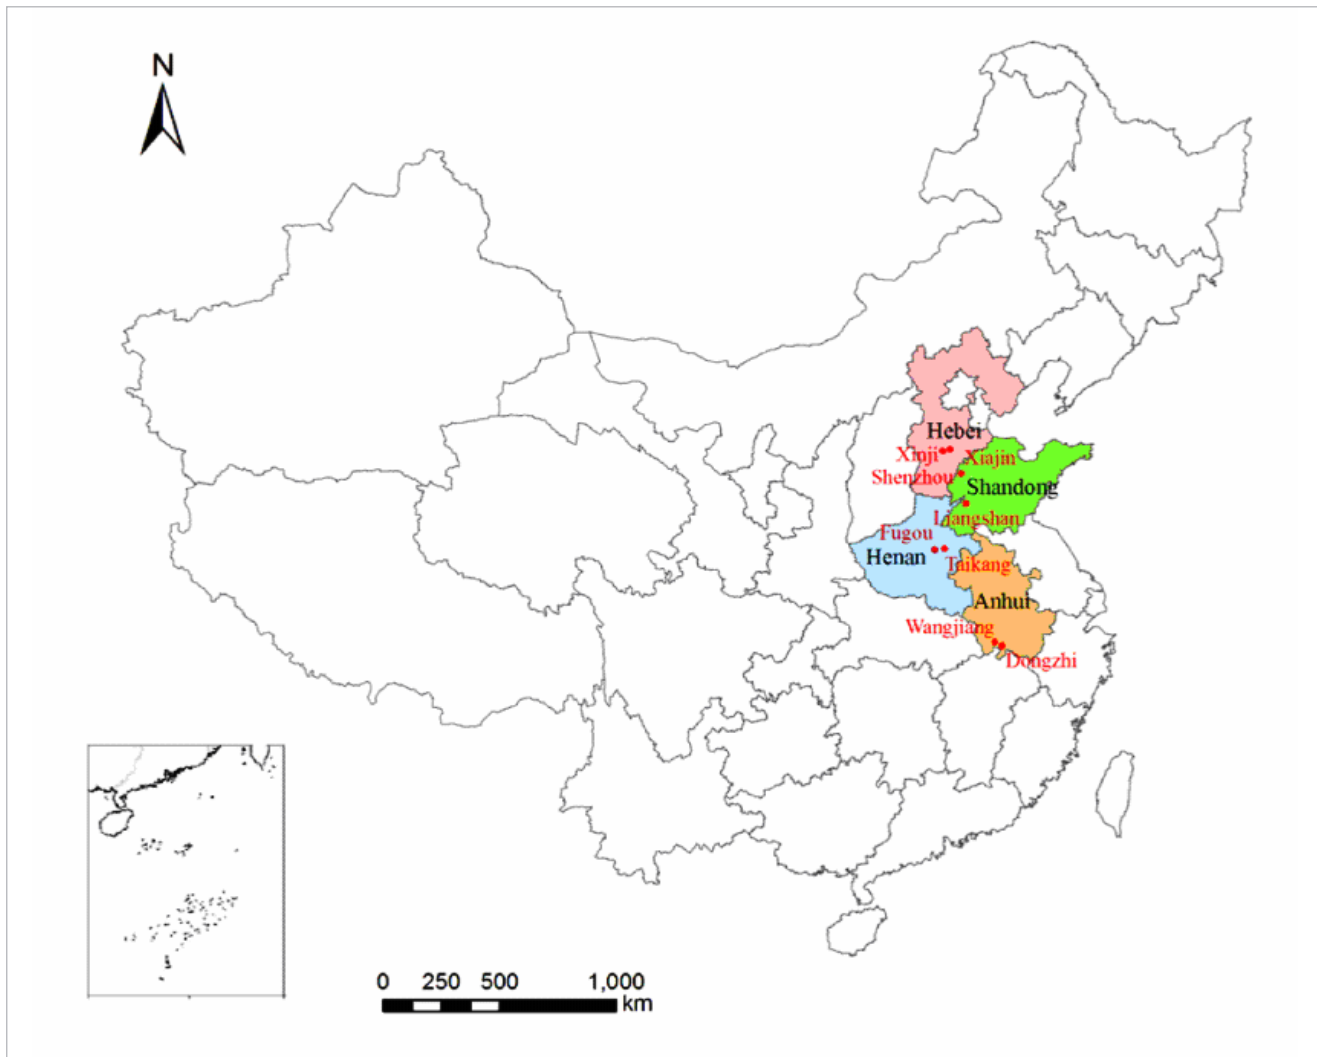 N
Hebei
Xinji
Xiajin
Shenzhou
Shandong
Liangshan
Fugou
Henan
Taikang
Anhui
Wangjiang
Dongzhi
0 250 500 1,000
km